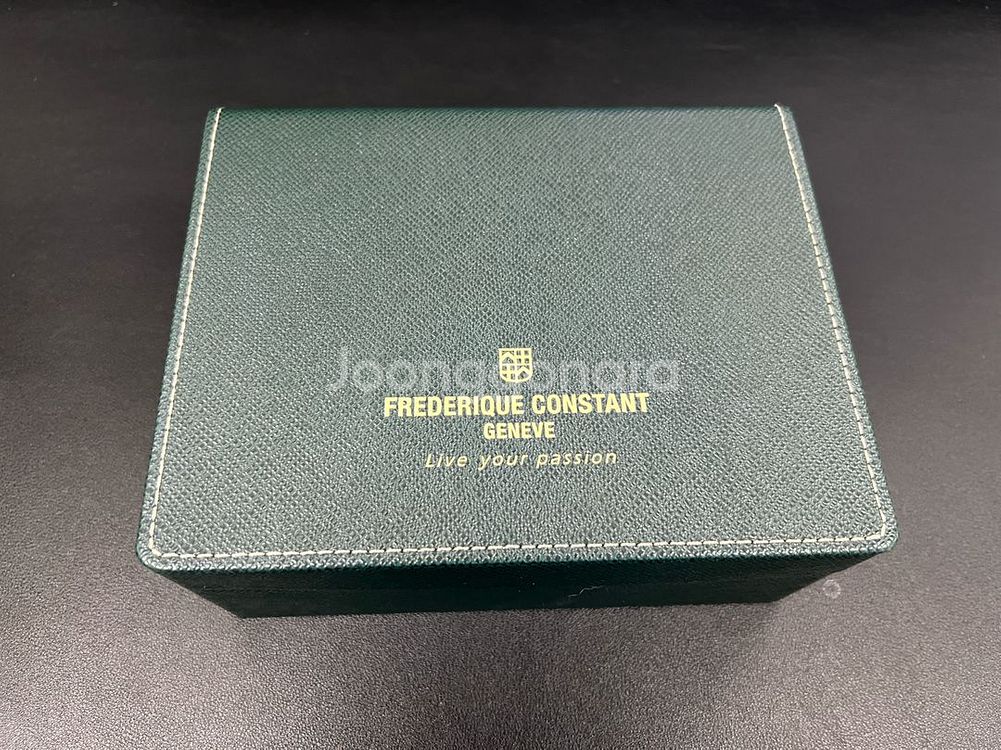 Joonggonara
FREDERIQUE CONSTANT
GENEVE
Live your passion